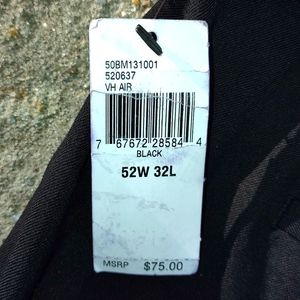 50BM131001
520637
VH AIR
7 67672 28584 4
BLACK
52W 32L
MSRP $75.00